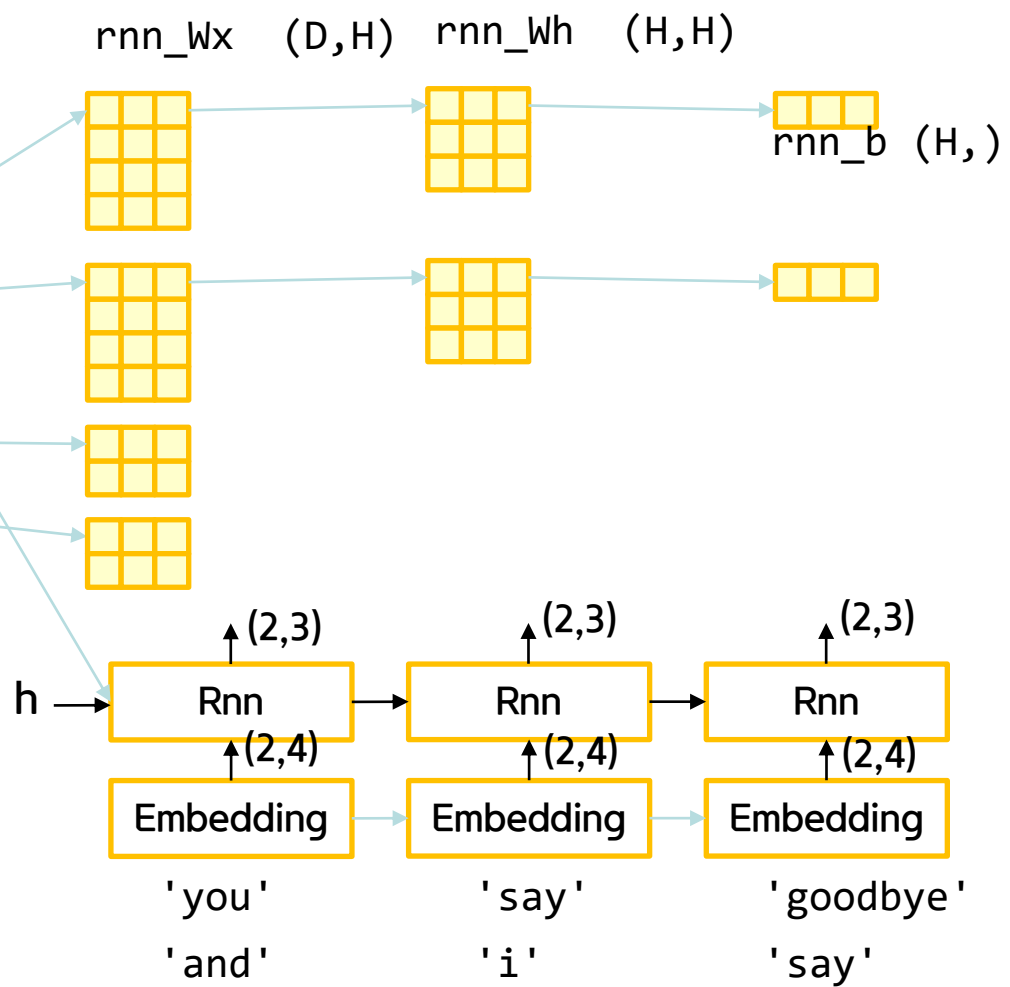 rnn_Wx (D,H) rnn_Wh (H,H)
rnn_b (H,)
(2,3) (2,3) (2,3)
h Rnn Rnn Rnn
(2,4) (2,4) (2,4)
Embedding Embedding Embedding
'you' 'say' 'goodbye'
'and' 'i' 'say'